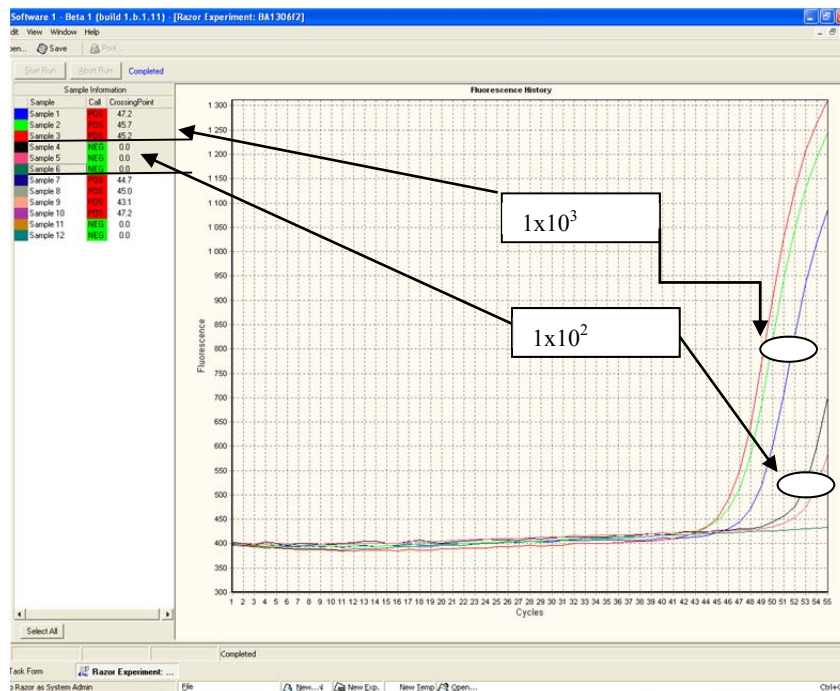 Software 1 - Beta 1 (build 1.b.1.11) - [Razor Experiment: BA1306f2]
dit View Window Help
pen... Save Print...
Start Run Abort Run Completed
Sample Information
Sample Call CrossingPoint
Sample 1 POS 47.2
Sample 2 POS 45.7
Sample 3 POS 45.2
Sample 4 NEG 0.0
Sample 5 NEG 0.0
Sample 6 NEG 0.0
Sample 7 POS 44.7
Sample 8 POS 45.0
Sample 9 POS 43.1
Sample 10 POS 47.2
Sample 11 NEG 0.0
Sample 12 NEG 0.0
Select All
Fluorescence History
Fluorescence
1 300
1 250
1 200
1 150
1 100
1 050
1 000
950
900
850
800
750
700
650
600
550
500
450
400
350
300
1x10³
1x10²
1 2 3 4 5 6 7 8 9 10 11 12 13 14 15 16 17 18 19 20 21 22 23 24 25 26 27 28 29 30 31 32 33 34 35 36 37 38 39 40 41 42 43 44 45 46 47 48 49 50 51 52 53 54 55
Cycles
Completed
Task Form Razor Experiment: ...
o Razor as System Admin File New...\ New Exp. New Temp Open... Ctrl+O